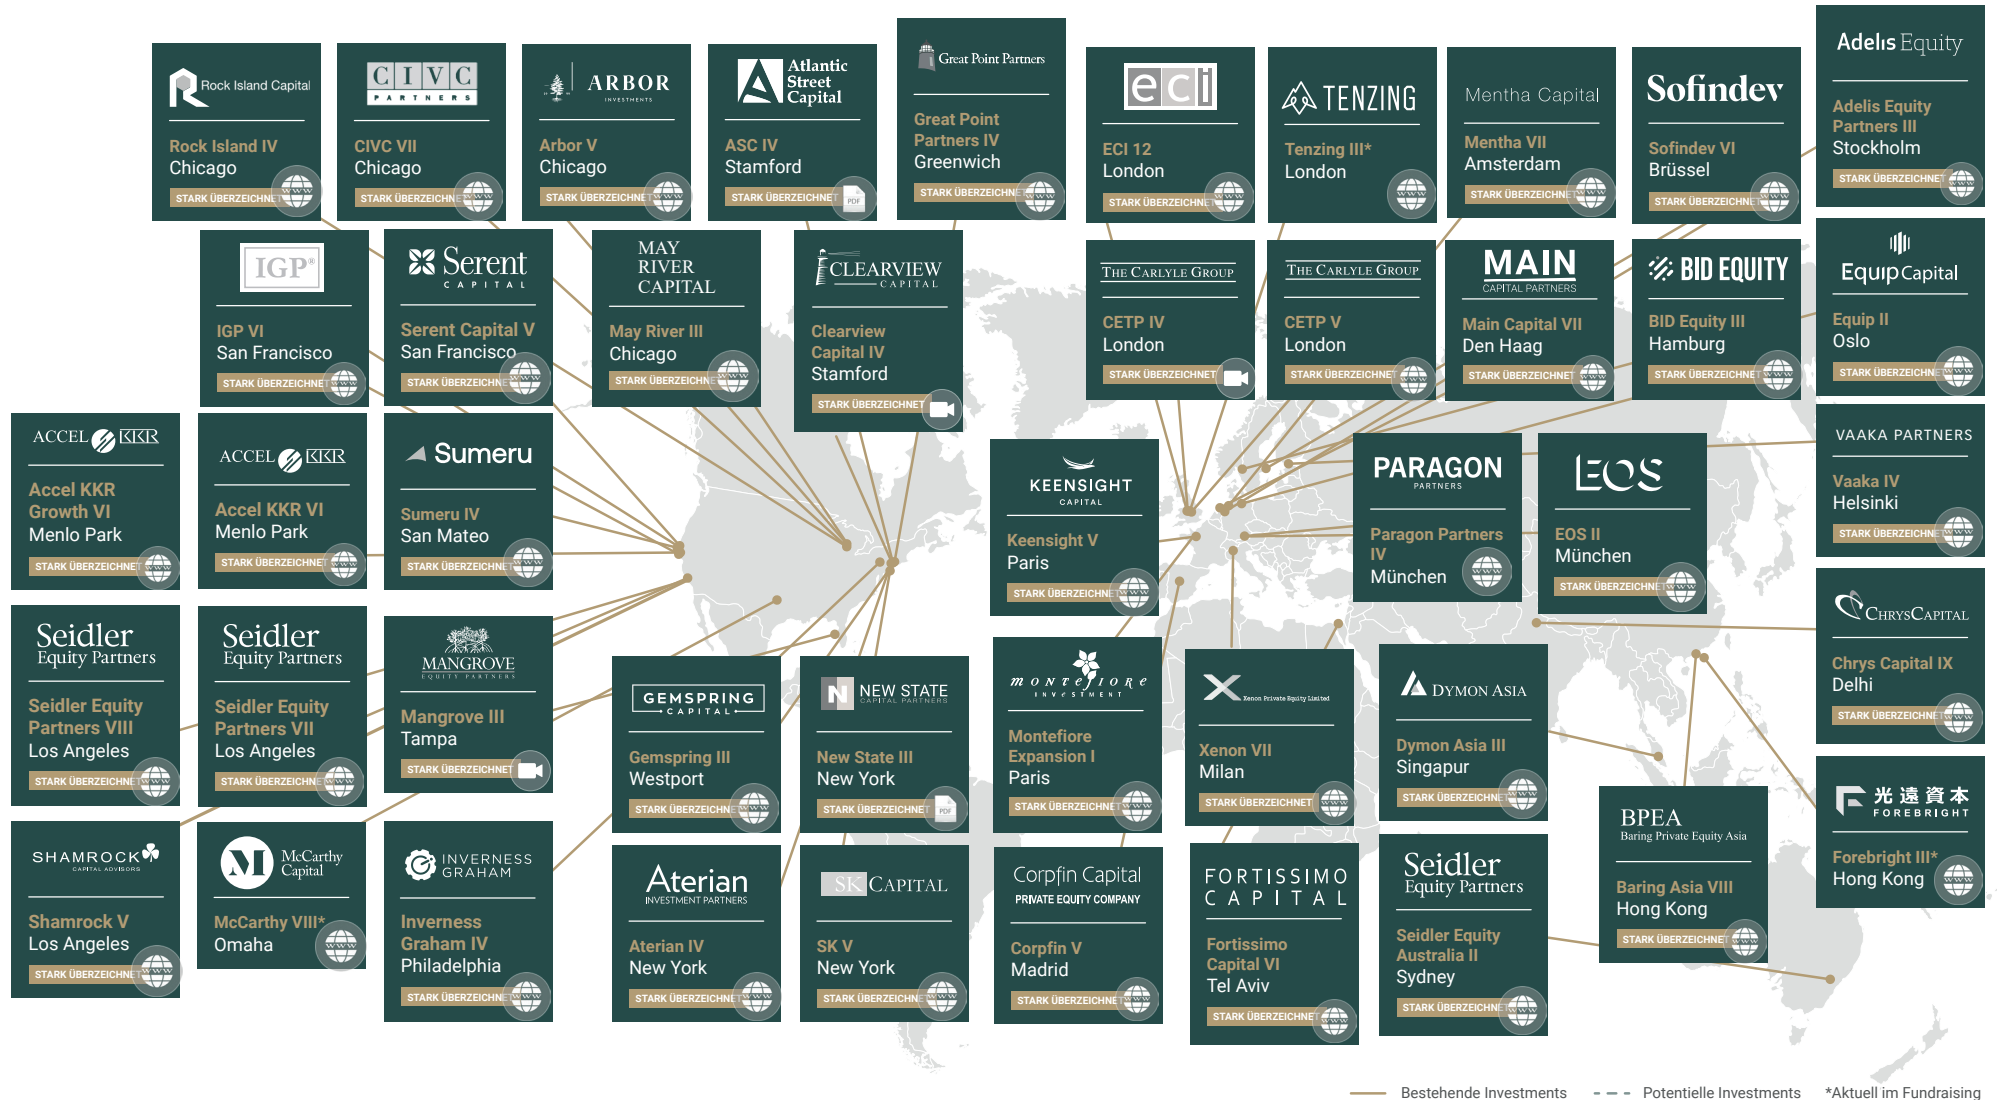 Rock Island Capital
Rock Island IV
Chicago
STARK ÜBERZEICHNET
CIVC
PARTNERS
CIVC VII
Chicago
STARK ÜBERZEICHNET
ARBOR
INVESTMENTS
Arbor V
Chicago
STARK ÜBERZEICHNET
Atlantic
Street
Capital
ASC IV
Stamford
STARK ÜBERZEICHNET
PDF
Great Point Partners
Great Point
Partners IV
Greenwich
STARK ÜBERZEICHNET
eci
ECI 12
London
STARK ÜBERZEICHNET
TENZING
Tenzing III*
London
Mentha Capital
Mentha VII
Amsterdam
STARK ÜBERZEICHNET
Sofindev
Sofindev VI
Brüssel
STARK ÜBERZEICHNET
Adelis Equity
Adelis Equity
Partners III
Stockholm
STARK ÜBERZEICHNET
IGP®
IGP VI
San Francisco
STARK ÜBERZEICHNET
Serent
CAPITAL
Serent Capital V
San Francisco
STARK ÜBERZEICHNET
MAY
RIVER
CAPITAL
May River III
Chicago
STARK ÜBERZEICHNET
CLEARVIEW
CAPITAL
Clearview
Capital IV
Stamford
STARK ÜBERZEICHNET
THE CARLYLE GROUP
CETP IV
London
STARK ÜBERZEICHNET
THE CARLYLE GROUP
CETP V
London
STARK ÜBERZEICHNET
MAIN
CAPITAL PARTNERS
Main Capital VII
Den Haag
STARK ÜBERZEICHNET
BID EQUITY
BID Equity III
Hamburg
STARK ÜBERZEICHNET
Equip Capital
Equip II
Oslo
STARK ÜBERZEICHNET
ACCEL KKR
Accel KKR
Growth VI
Menlo Park
STARK ÜBERZEICHNET
ACCEL KKR
Accel KKR VI
Menlo Park
STARK ÜBERZEICHNET
Sumeru
Sumeru IV
San Mateo
STARK ÜBERZEICHNET
KEENSIGHT
CAPITAL
Keensight V
Paris
STARK ÜBERZEICHNET
PARAGON
PARTNERS
Paragon Partners
IV
München
EOS
EOS II
München
STARK ÜBERZEICHNET
VAAKA PARTNERS
Vaaka IV
Helsinki
STARK ÜBERZEICHNET
Seidler
Equity Partners
Seidler Equity
Partners VIII
Los Angeles
STARK ÜBERZEICHNET
Seidler
Equity Partners
Seidler Equity
Partners VII
Los Angeles
STARK ÜBERZEICHNET
MANGROVE
EQUITY PARTNERS
Mangrove III
Tampa
STARK ÜBERZEICHNET
GEMSPRING
CAPITAL
Gemspring III
Westport
STARK ÜBERZEICHNET
N NEW STATE
CAPITAL PARTNERS
New State III
New York
STARK ÜBERZEICHNET
PDF
montefiore
INVESTMENT
Montefiore
Expansion I
Paris
STARK ÜBERZEICHNET
X Xenon Private Equity Limited
Xenon VII
Milan
STARK ÜBERZEICHNET
DYMON ASIA
Dymon Asia III
Singapur
STARK ÜBERZEICHNET
CHRYSCAPITAL
Chrys Capital IX
Delhi
STARK ÜBERZEICHNET
BPEA
Baring Private Equity Asia
Baring Asia VIII
Hong Kong
STARK ÜBERZEICHNET
光遠資本
FOREBRIGHT
Forebright III*
Hong Kong
SHAMROCK
CAPITAL ADVISORS
Shamrock V
Los Angeles
STARK ÜBERZEICHNET
M McCarthy
Capital
McCarthy VIII*
Omaha
INVERNESS
GRAHAM
Inverness
Graham IV
Philadelphia
STARK ÜBERZEICHNET
Aterian
INVESTMENT PARTNERS
Aterian IV
New York
STARK ÜBERZEICHNET
SK CAPITAL
SK V
New York
STARK ÜBERZEICHNET
Corpfin Capital
PRIVATE EQUITY COMPANY
Corpfin V
Madrid
STARK ÜBERZEICHNET
FORTISSIMO
CAPITAL
Fortissimo
Capital VI
Tel Aviv
STARK ÜBERZEICHNET
Seidler
Equity Partners
Seidler Equity
Australia II
Sydney
STARK ÜBERZEICHNET
Bestehende Investments
Potentielle Investments
*Aktuell im Fundraising